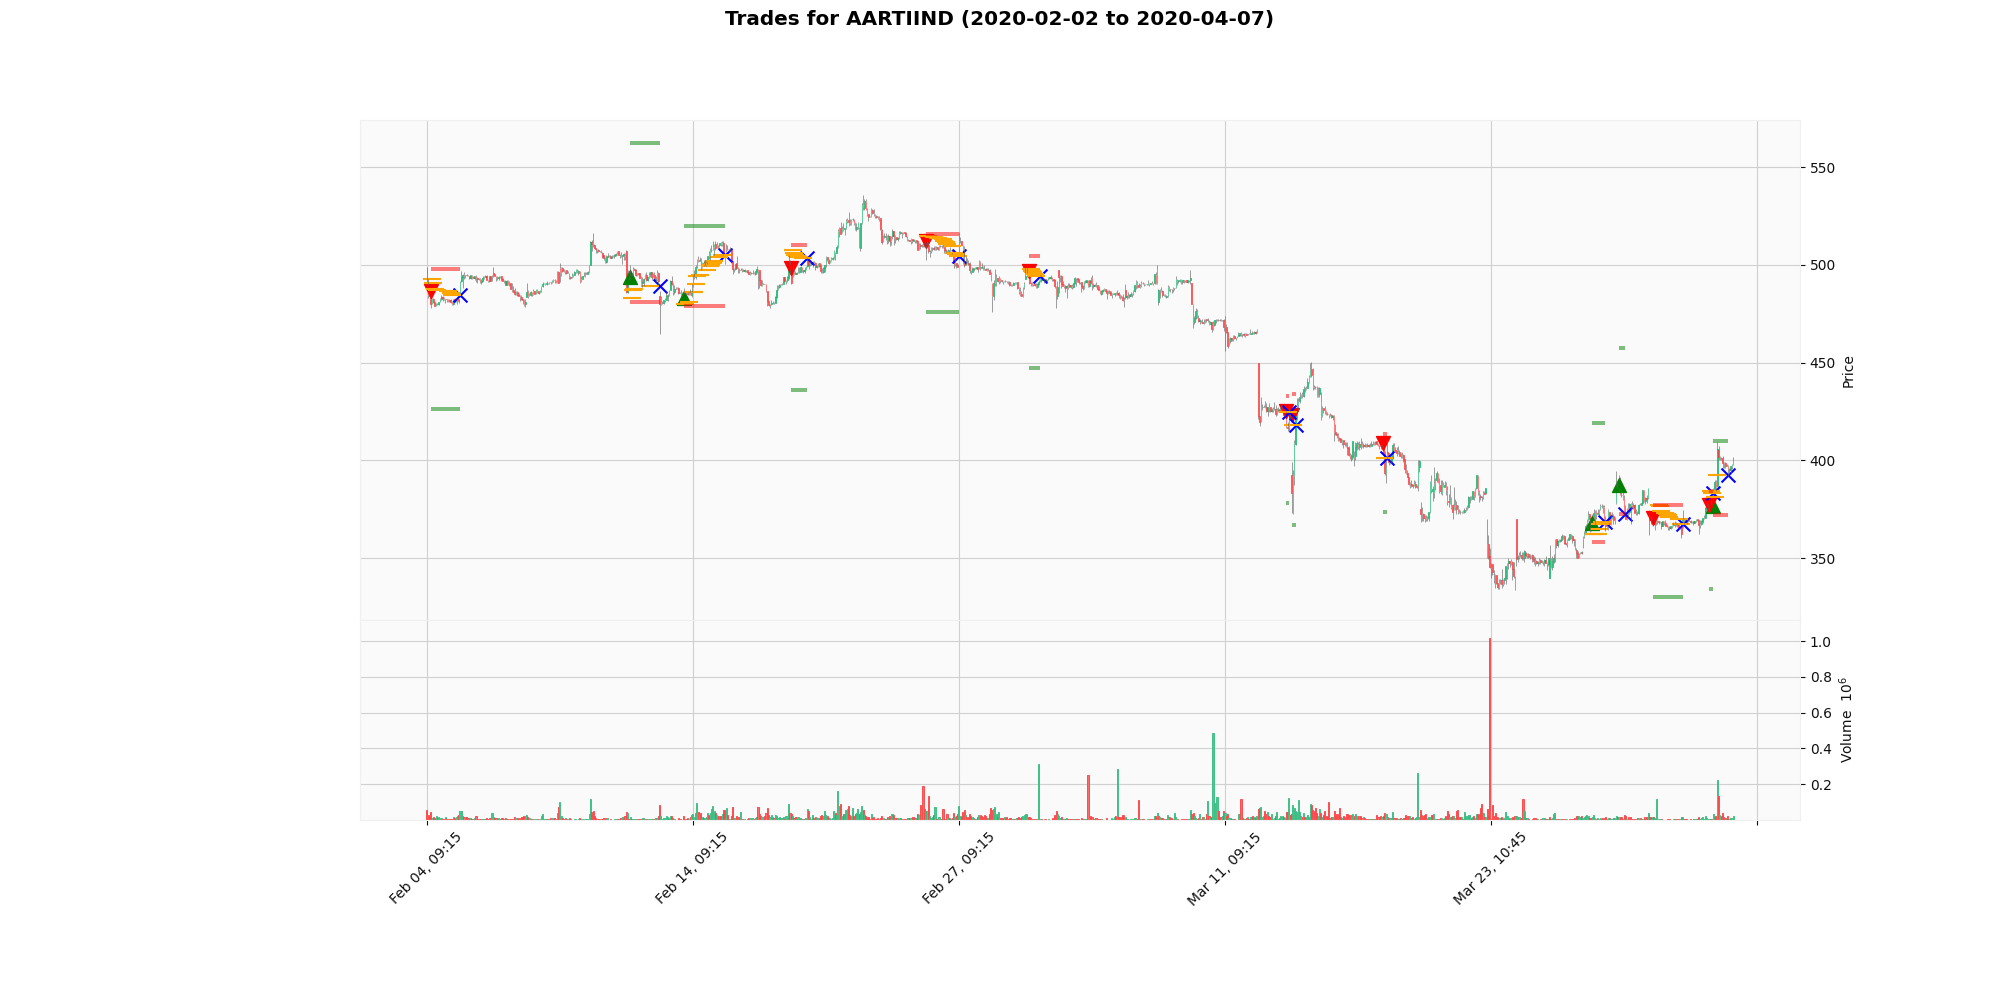 Trades for AARTIIND (2020-02-02 to 2020-04-07)
550
500
450
400
350
Price
1.0
0.8
0.6
0.4
0.2
Volume 10^6
Feb 04, 09:15
Feb 14, 09:15
Feb 27, 09:15
Mar 11, 09:15
Mar 23, 10:45